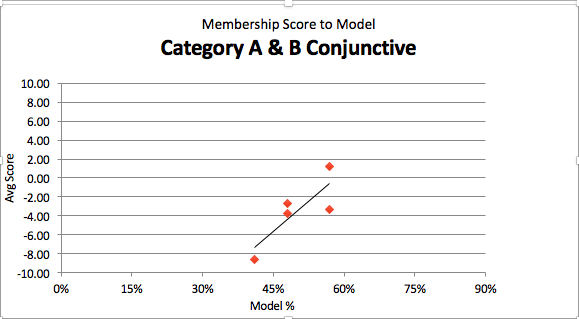 Membership Score to Model
Category A & B Conjunctive
10.00
8.00
6.00
4.00
2.00
0.00
-2.00
-4.00
-6.00
-8.00
-10.00
Avg Score
0% 15% 30% 45% 60% 75% 90%
Model %